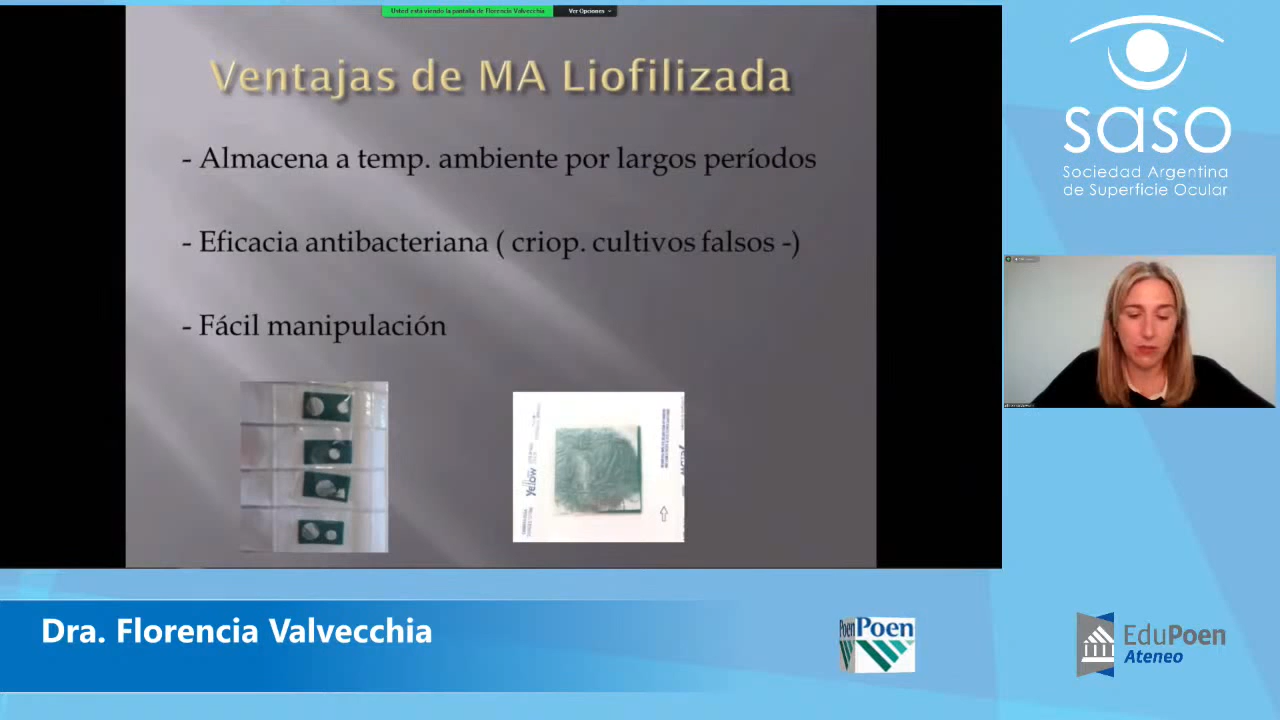 Usted está viendo la pantalla de Florencia Valvecchia
Ver Opciones
Ventajas de MA Liofilizada
- Almacena a temp. ambiente por largos períodos
- Eficacia antibacteriana ( criop. cultivos falsos -)
- Fácil manipulación
Yellow
saso
Sociedad Argentina
de Superficie Ocular
Dra. Florencia Valvecchia
Poen Poen
EduPoen
Ateneo